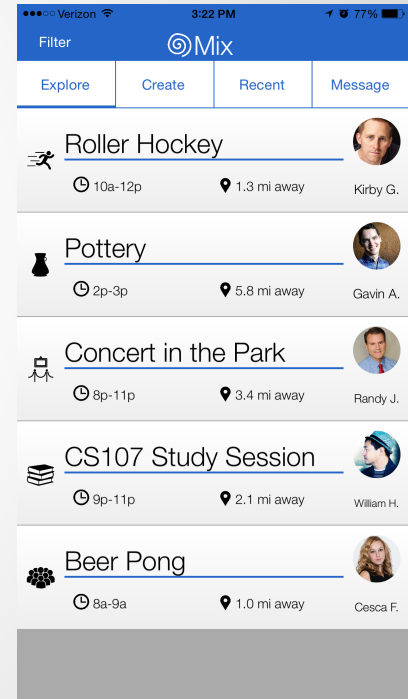 Verizon 3:22 PM 77%
Filter Mix
Explore Create Recent Message
Roller Hockey
10a-12p 1.3 mi away Kirby G.
Pottery
2p-3p 5.8 mi away Gavin A.
Concert in the Park
8p-11p 3.4 mi away Randy J.
CS107 Study Session
9p-11p 2.1 mi away William H.
Beer Pong
8a-9a 1.0 mi away Cesca F.